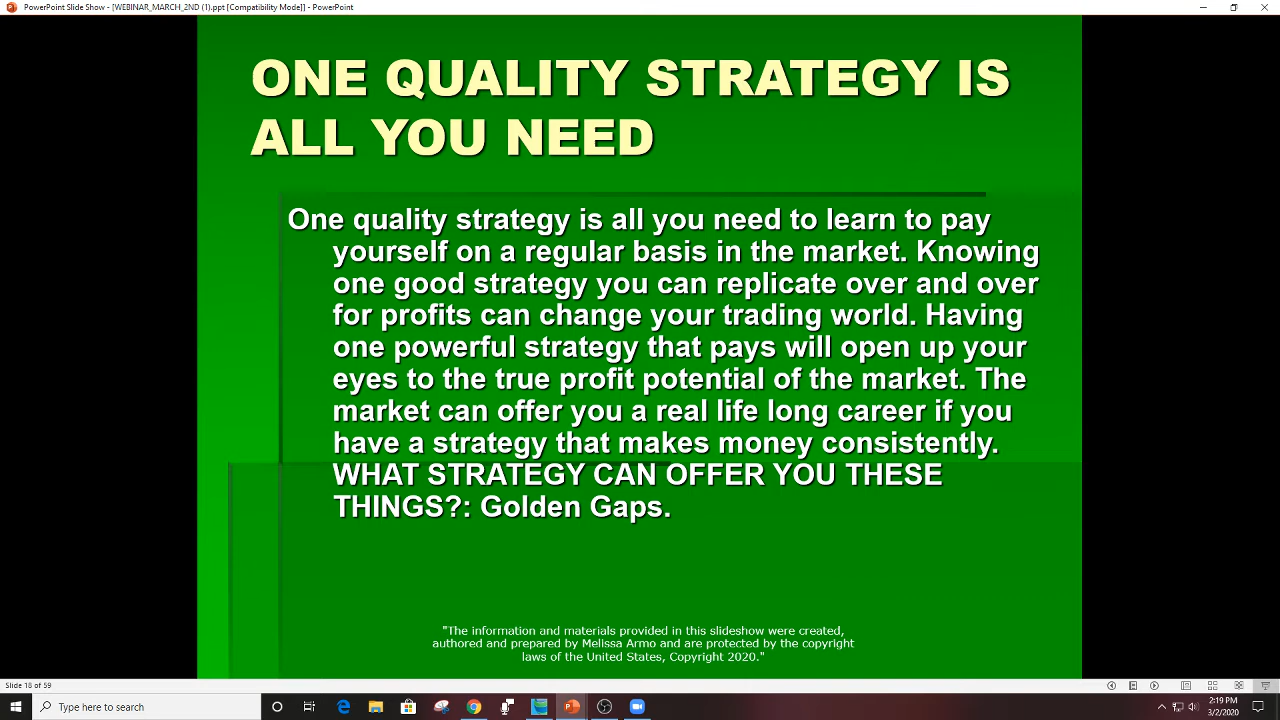 PowerPoint Slide Show - [WEBINAR_MARCH_2ND (1).ppt [Compatibility Mode]] - PowerPoint
ONE QUALITY STRATEGY IS
ALL YOU NEED
One quality strategy is all you need to learn to pay
yourself on a regular basis in the market. Knowing
one good strategy you can replicate over and over
for profits can change your trading world. Having
one powerful strategy that pays will open up your
eyes to the true profit potential of the market. The
market can offer you a real life long career if you
have a strategy that makes money consistently.
WHAT STRATEGY CAN OFFER YOU THESE
THINGS?: Golden Gaps.
"The information and materials provided in this slideshow were created,
authored and prepared by Melissa Armo and are protected by the copyright
laws of the United States, Copyright 2020."
Slide 18 of 59
Type here to search
2:19 PM
3/2/2020